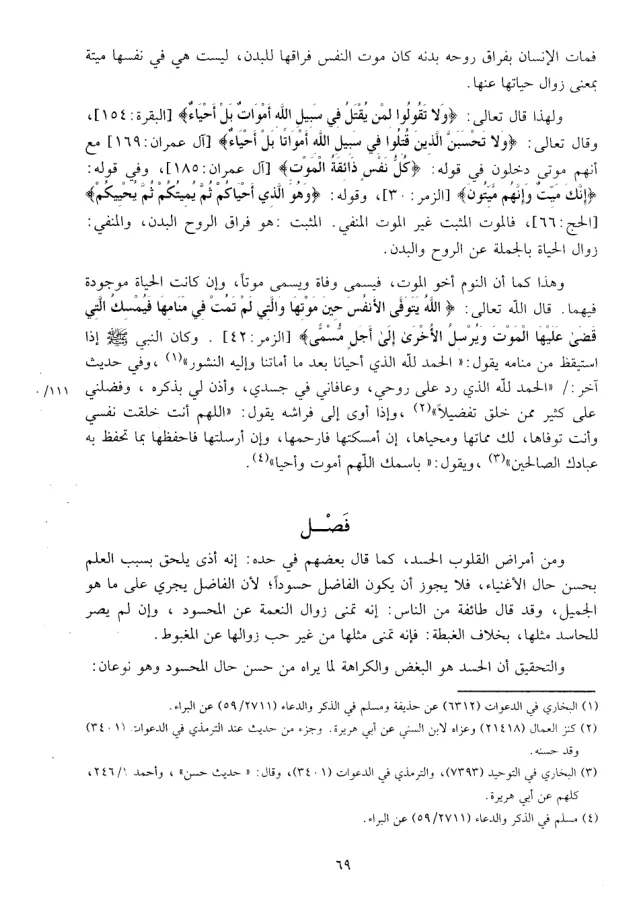 فمات الإنسان بفراق روحه بدنه كان موت النفس فراقها للبدن، ليست هي في نفسها ميتة
بمعنى زوال حياتها عنها.
ولهذا قال تعالى: ﴿وَلا تَقُولُوا لِمَنْ يُقْتَلُ فِي سَبِيلِ اللَّه أَمْوَاتٌ بَلْ أَحْيَاءٌ﴾ [البقرة:١٥٤]،
وقال تعالى: ﴿وَلا تَحْسَبَنَّ الَّذِينَ قُتِلُوا فِي سَبِيلِ اللَّه أَمْوَاتًا بَلْ أَحْيَاءٌ﴾ [آل عمران:١٦٩] مع
أنهم موتى دخلون في قوله: ﴿كُلُّ نَفْسٍ ذَائِقَةُ الْمَوْتِ﴾ [آل عمران:١٨٥]، وفي قوله:
﴿إِنَّكَ مَيِّتٌ وَإِنَّهُم مَّيِّتُونَ﴾ [الزمر:٣٠]، وقوله: ﴿وَهُوَ الَّذِي أَحْيَاكُمْ ثُمَّ يُمِيتُكُمْ ثُمَّ يُحْيِيكُمْ﴾
[الحج:٦٦]، فالموت المثبت غير الموت المنفي. المثبت :هو فراق الروح البدن، والمنفي:
زوال الحياة بالجملة عن الروح والبدن.
وهذا كما أن النوم أخو الموت، فيسمى وفاة ويسمى موتاً، وإن كانت الحياة موجودة
فيهما. قال اللّه تعالى: ﴿ اللَّهُ يَتَوَفَّى الأَنفُسَ حِينَ مَوْتِهَا وَالَّتِي لَمْ تَمُتْ فِي مَنَامِهَا فَيُمْسِكُ الَّتِي
قَضَىٰ عَلَيْهَا الْمَوْتَ وَيُرْسِلُ الأُخْرَىٰ إِلَىٰ أَجَلٍ مُّسَمًّى﴾ [الزمر:٤٢] . وكان النبي ﷺ إذا
استيقظ من منامه يقول:« الحمد للّه الذي أحيانا بعد ما أماتنا وإليه النشور»(١) ،وفي حديث
آخر:/ «الحمد للّه الذي رد على روحي، وعافاني في جسدي، وأذن لي بذكره ، وفضلني
١١١/٠
على كثير ممن خلق تفضيلاً»(٢) ،وإذا أوى إلى فراشه يقول: «اللهم أنت خلقت نفسي
وأنت توفاها، لك مماتها ومحياها، إن أمسكتها فارحمها، وإن أرسلتها فاحفظها بما تحفظ به
عبادك الصالحين»(٣) ،ويقول:« باسمك اللّهم أموت وأحيا»(٤).
فَصْل
ومن أمراض القلوب الحسد، كما قال بعضهم في حده: إنه أذى يلحق بسبب العلم
بحسن حال الأغنياء، فلا يجوز أن يكون الفاضل حسوداً؛ لأن الفاضل يجري على ما هو
الجميل، وقد قال طائفة من الناس: إنه تمنى زوال النعمة عن المحسود ، وإن لم يصر
للحاسد مثلها، بخلاف الغبطة: فإنه تمنى مثلها من غير حب زوالها عن المغبوط.
والتحقيق أن الحسد هو البغض والكراهة لما يراه من حسن حال المحسود وهو نوعان:
(١) البخاري في الدعوات (٦٣١٢) عن حذيفة ومسلم في الذكر والدعاء (٥٩/٢٧١١) عن البراء.
(٢) كنز العمال (٢١٤١٨) وعزاه لابن السني عن أبي هريرة. وجزء من حديث عند الترمذي في الدعوات (٣٤٠١)
وقد حسنه.
(٣) البخاري في التوحيد (٧٣٩٣)، والترمذي في الدعوات (٣٤٠١)، وقال: « حديث حسن» ، وأحمد ٢٤٦/،
كلهم عن أبي هريرة.
(٤) مسلم في الذكر والدعاء (٥٩/٢٧١١) عن البراء.
٦٩